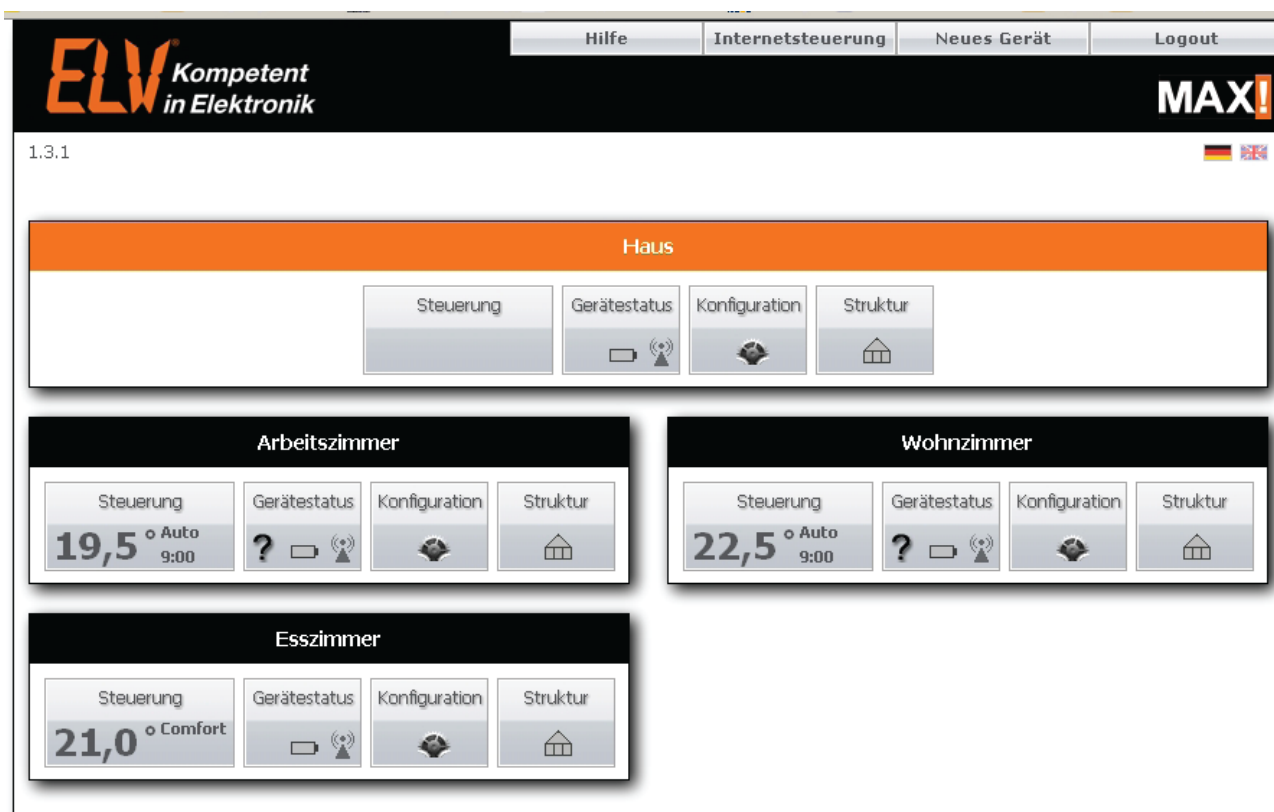 Hilfe Internetsteuerung Neues Gerät Logout
ELV Kompetent
in Elektronik
MAX!
1.3.1
Haus
Steuerung Gerätestatus Konfiguration Struktur
Arbeitszimmer
Steuerung Gerätestatus Konfiguration Struktur
19,5 ° Auto
9:00
?
Wohnzimmer
Steuerung Gerätestatus Konfiguration Struktur
22,5 ° Auto
9:00
?
Esszimmer
Steuerung Gerätestatus Konfiguration Struktur
21,0 ° Comfort